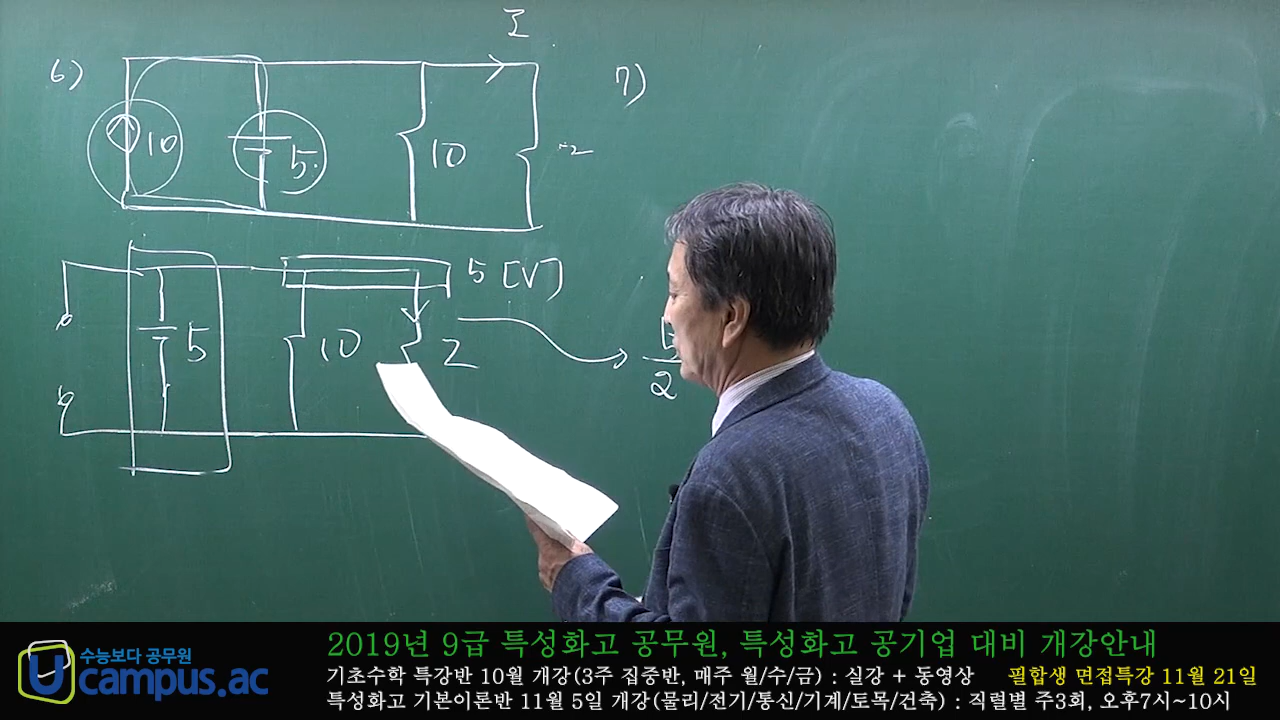 I
6)
7)
10
5
10
2
5 [V]
5
10
2
5
2
수능보다 공무원
Ucampus.ac
2019년 9급 특성화고 공무원, 특성화고 공기업 대비 개강안내
기초수학 특강반 10월 개강(3주 집중반, 매주 월/수/금) : 실강 + 동영상 필합생 면접특강 11월 21일
특성화고 기본이론반 11월 5일 개강(물리/전기/통신/기계/토목/건축) : 직렬별 주3회, 오후7시~10시